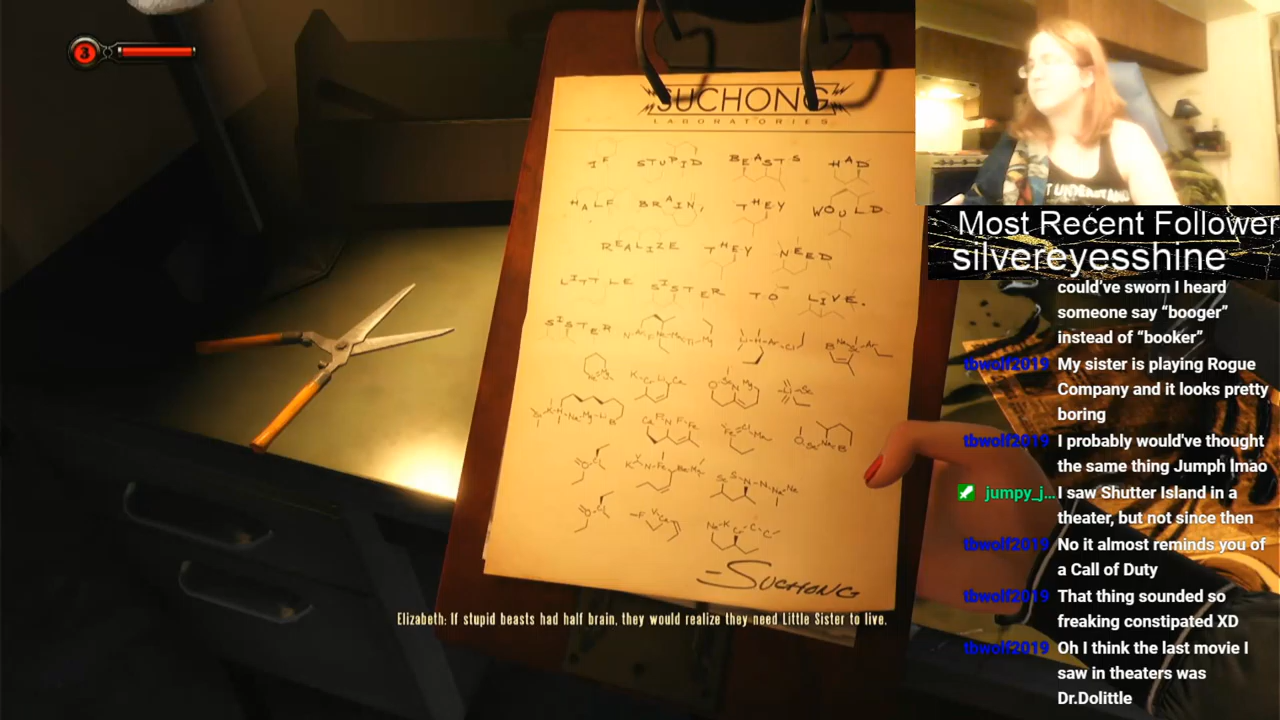 3
SUCHONG
LABORATORIES
IF STUPID BEASTS HAD
HALF BRAIN, THEY WOULD
REALIZE THEY NEED
LITTLE SISTER TO LIVE.
SISTER
-SUCHONG
Elizabeth: If stupid beasts had half brain, they would realize they need Little Sister to live.
Most Recent Follower
silvereyesshine
could've sworn I heard
someone say “booger”
instead of “booker”
tbwolf2019 My sister is playing Rogue
Company and it looks pretty
boring
tbwolf2019 I probably would've thought
the same thing Jumph lmao
jumpy_j... I saw Shutter Island in a
theater, but not since then
tbwolf2019 No it almost reminds you of
a Call of Duty
tbwolf2019 That thing sounded so
freaking constipated XD
tbwolf2019 Oh I think the last movie I
saw in theaters was
Dr.Dolittle